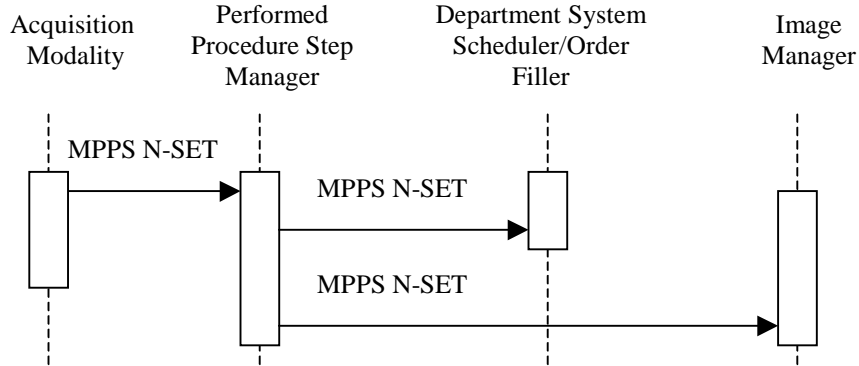 Acquisition
Modality
Performed
Procedure Step
Manager
Department System
Scheduler/Order
Filler
Image
Manager
MPPS N-SET
MPPS N-SET
MPPS N-SET